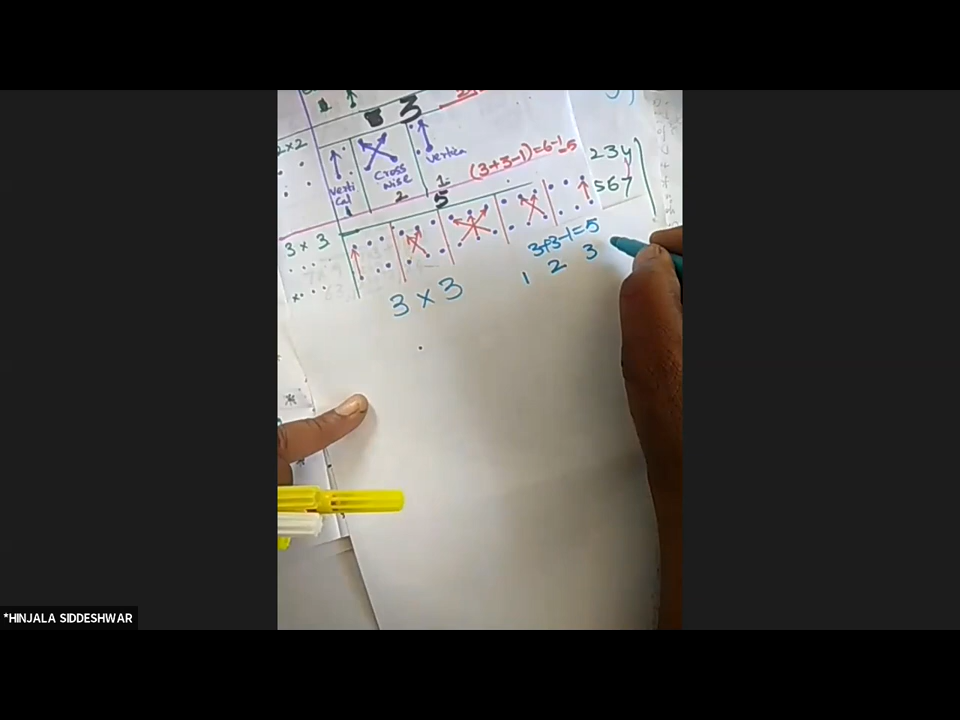 3
2x2
verti
cal
1
Cross
wise
2
vertica
1
(3+3-1)=6-1
=5
234
567
5
3 x 3
3+3-1=5
3 x 3
1 2 3
*HINJALA SIDDESHWAR